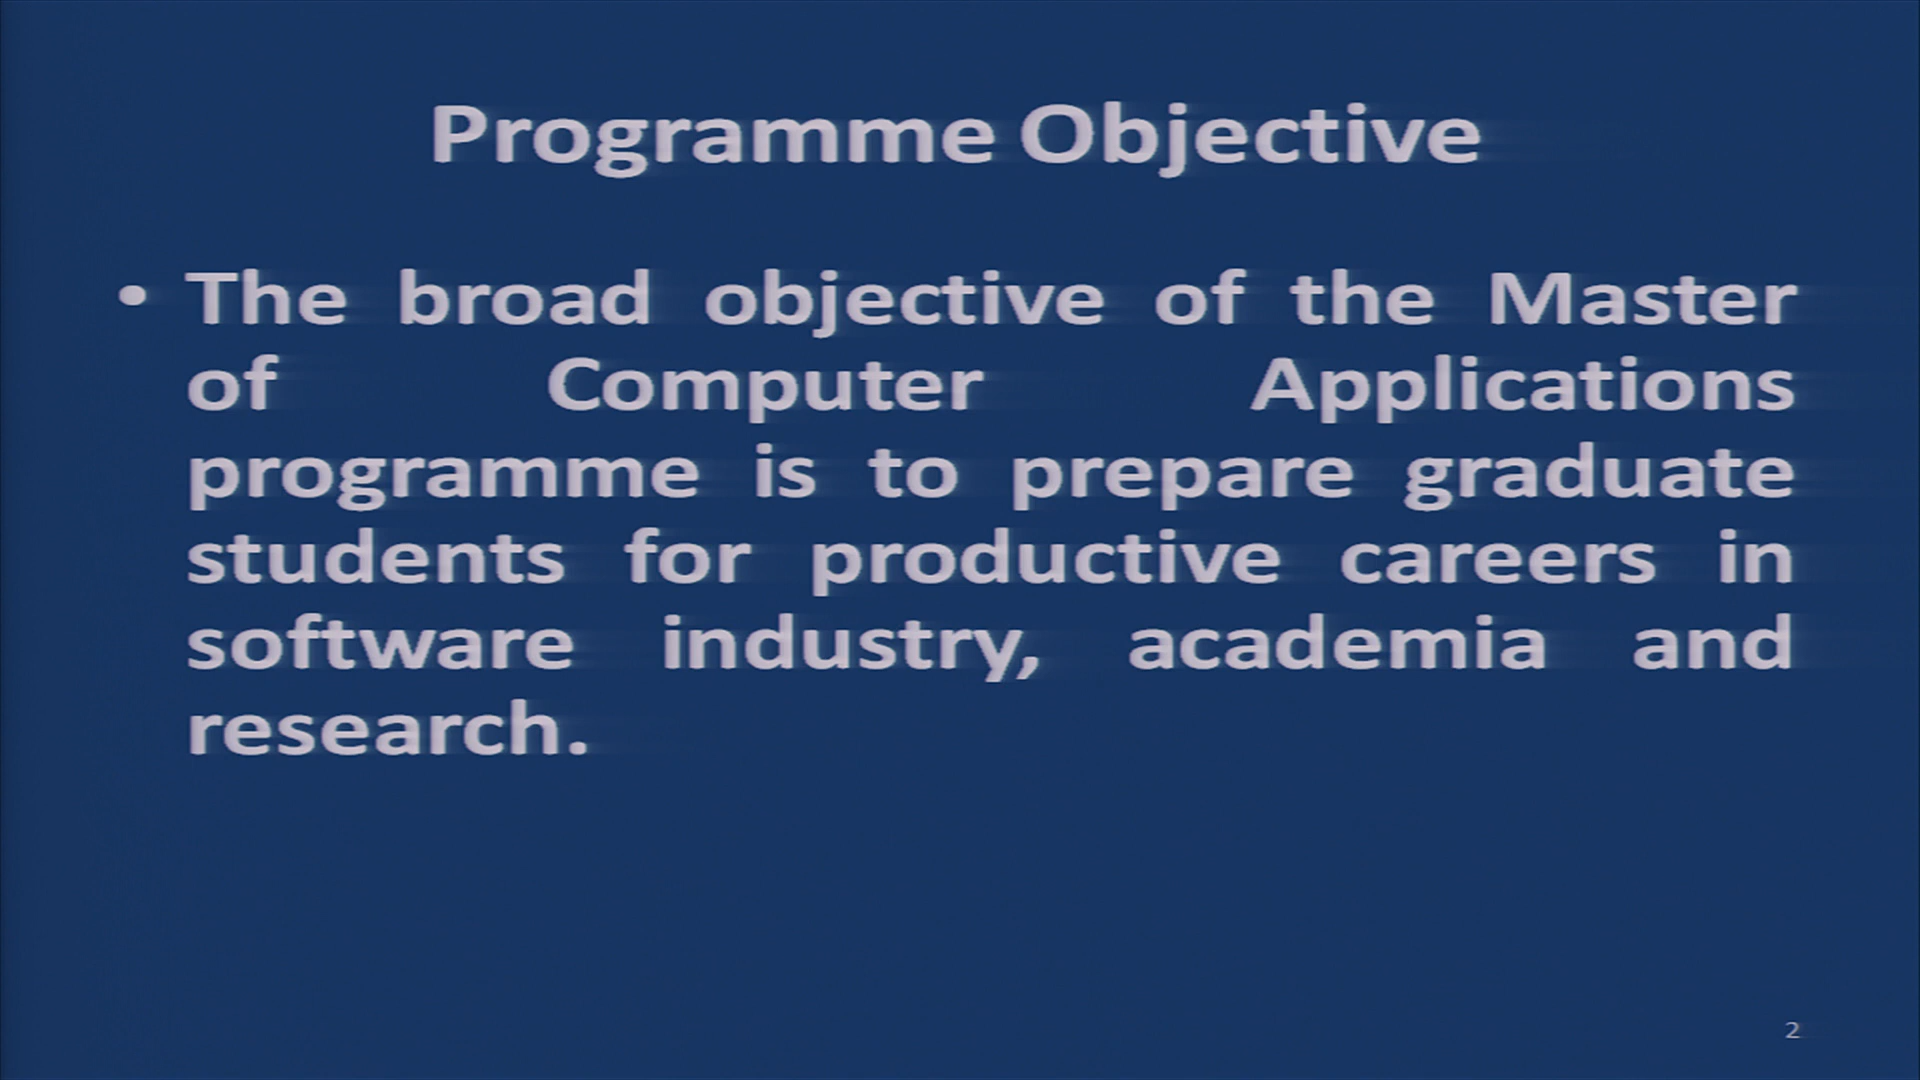 Programme Objective
• The broad objective of the Master
of Computer Applications
programme is to prepare graduate
students for productive careers in
software industry, academia and
research.
2